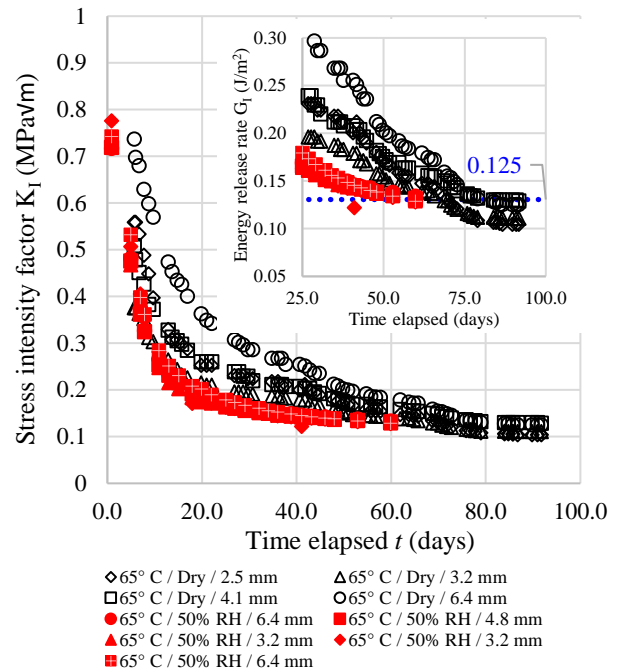 Stress intensity factor K_I (MPa√m)
1
0.9
0.8
0.7
0.6
0.5
0.4
0.3
0.2
0.1
0
0.0 20.0 40.0 60.0 80.0 100.0
Time elapsed t (days)
Energy release rate G_I (J/m²)
0.30
0.25
0.20
0.15
0.10
0.05
0.125
25.0 50.0 75.0 100.0
Time elapsed (days)
65° C / Dry / 2.5 mm 65° C / Dry / 3.2 mm
65° C / Dry / 4.1 mm 65° C / Dry / 6.4 mm
65° C / 50% RH / 6.4 mm 65° C / 50% RH / 4.8 mm
65° C / 50% RH / 3.2 mm 65° C / 50% RH / 3.2 mm
65° C / 50% RH / 6.4 mm